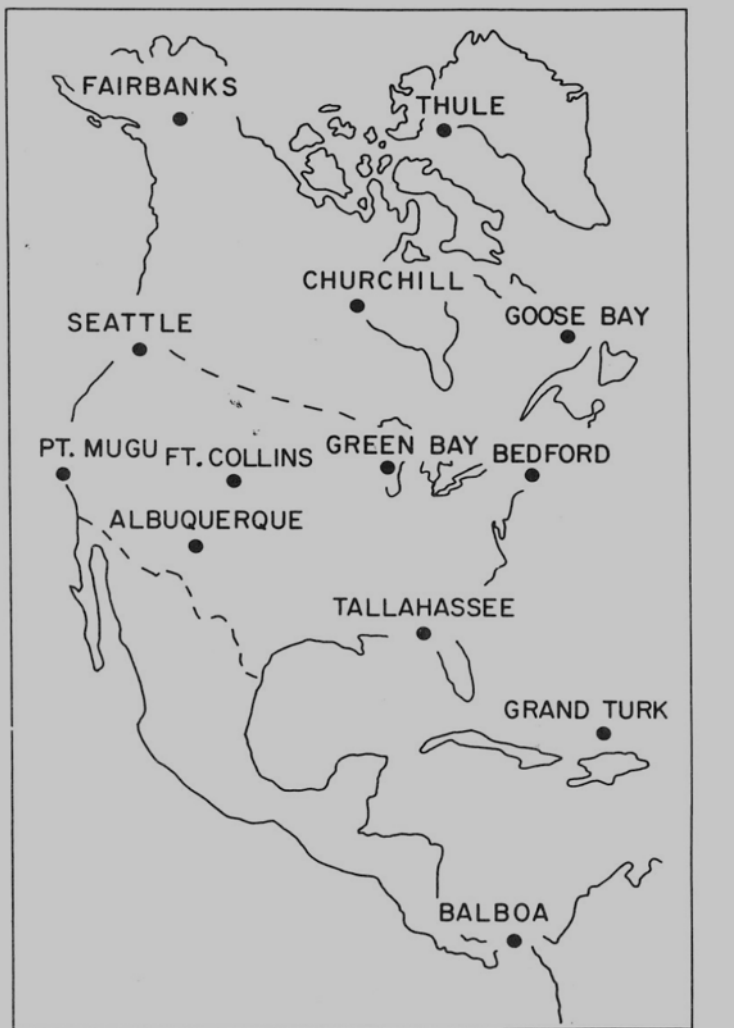 FAIRBANKS
THULE
CHURCHILL
GOOSE BAY
SEATTLE
PT. MUGU
FT. COLLINS
GREEN BAY
BEDFORD
ALBUQUERQUE
TALLAHASSEE
GRAND TURK
BALBOA